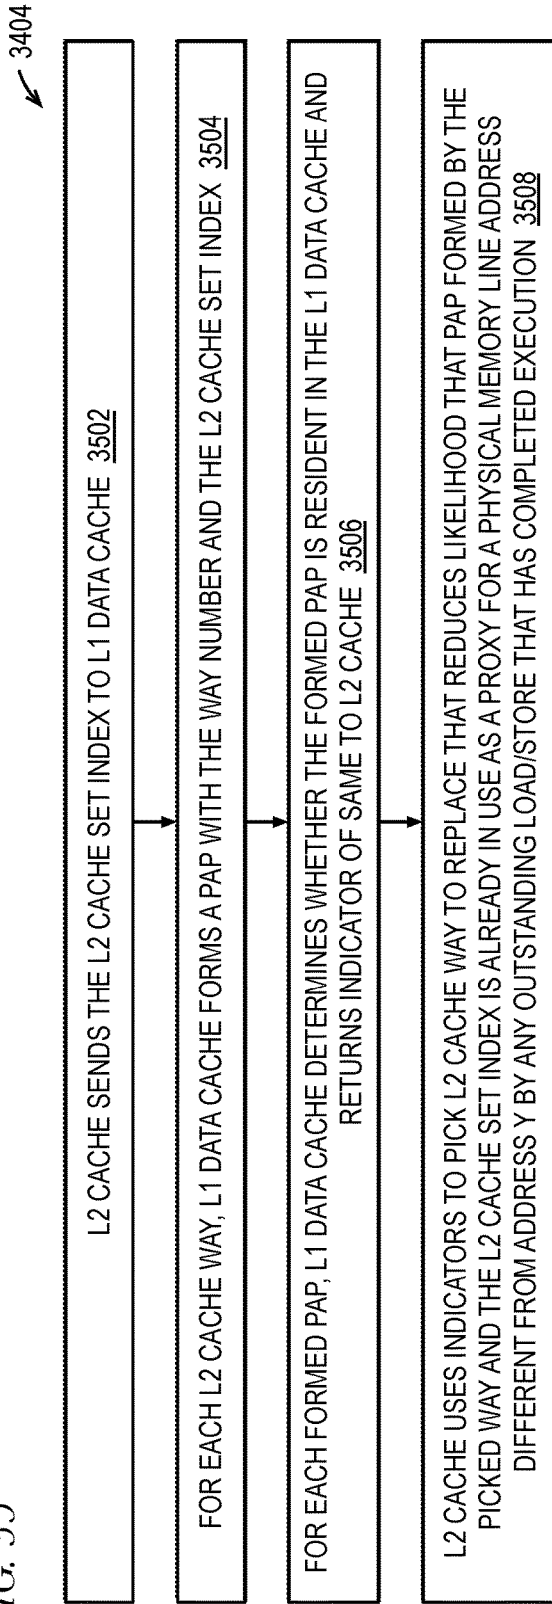 3404
L2 CACHE SENDS THE L2 CACHE SET INDEX TO L1 DATA CACHE 3502
FOR EACH L2 CACHE WAY, L1 DATA CACHE FORMS A PAP WITH THE WAY NUMBER AND THE L2 CACHE SET INDEX 3504
FOR EACH FORMED PAP, L1 DATA CACHE DETERMINES WHETHER THE FORMED PAP IS RESIDENT IN THE L1 DATA CACHE AND
RETURNS INDICATOR OF SAME TO L2 CACHE 3506
L2 CACHE USES INDICATORS TO PICK L2 CACHE WAY TO REPLACE THAT REDUCES LIKELIHOOD THAT PAP FORMED BY THE
PICKED WAY AND THE L2 CACHE SET INDEX IS ALREADY IN USE AS A PROXY FOR A PHYSICAL MEMORY LINE ADDRESS
DIFFERENT FROM ADDRESS Y BY ANY OUTSTANDING LOAD/STORE THAT HAS COMPLETED EXECUTION 3508